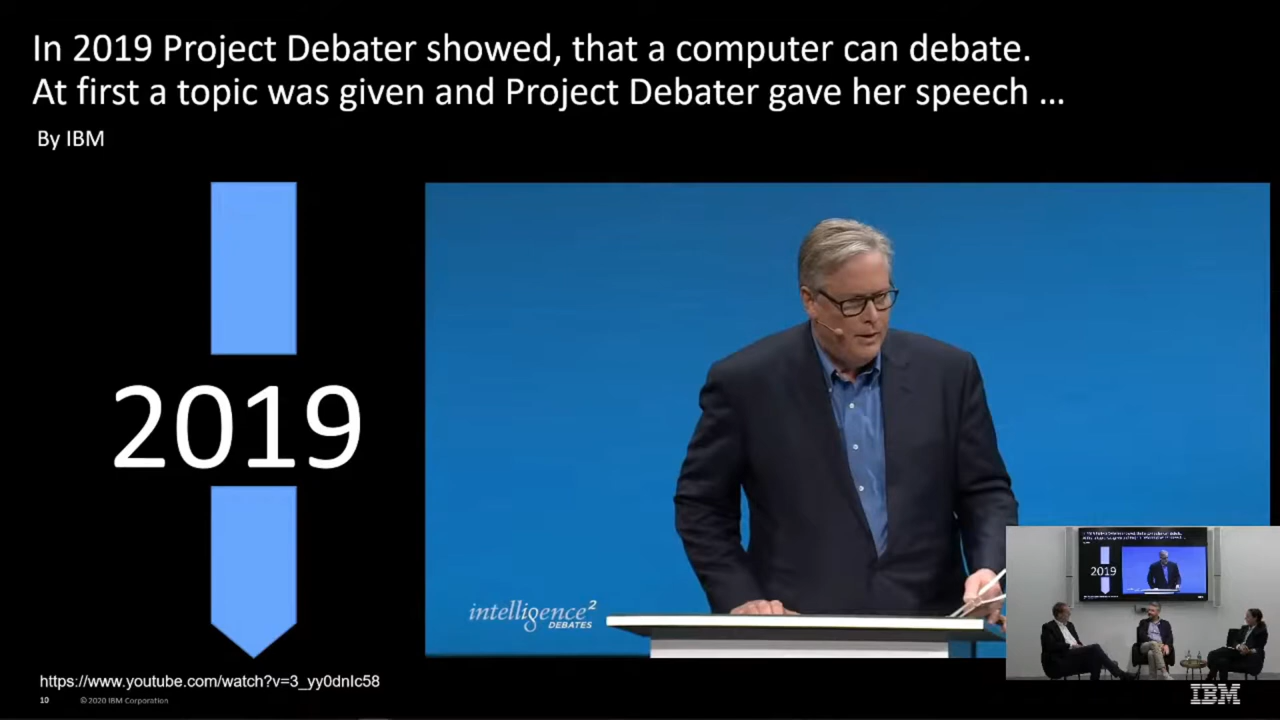 In 2019 Project Debater showed, that a computer can debate.
At first a topic was given and Project Debater gave her speech ...
By IBM
2019
intelligence²
DEBATES
2019
https://www.youtube.com/watch?v=3_yy0dnIc58
10 © 2020 IBM Corporation
IBM